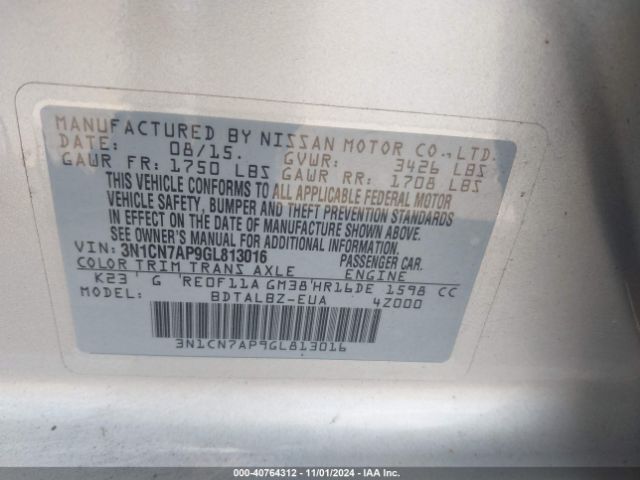 MANUFACTURED BY NISSAN MOTOR CO., LTD.
DATE: 08/15. GVWR: 3426 LBS
GAWR FR: 1750 LBS GAWR RR: 1708 LBS
THIS VEHICLE CONFORMS TO ALL APPLICABLE FEDERAL MOTOR
VEHICLE SAFETY, BUMPER AND THEFT PREVENTION STANDARDS
IN EFFECT ON THE DATE OF MANUFACTURE SHOWN ABOVE.
SEE OWNER'S MANUAL FOR ADDITIONAL INFORMATION.
VIN: 3N1CN7AP9GL813016 PASSENGER CAR
COLOR TRIM TRANS AXLE ENGINE
K23 G RE0F11A GM38 HR16DE 1598 CC
MODEL: BDTALBZ-EUA 4Z000
3N1CN7AP9GL813016
000-40764312 - 11/01/2024 - IAA Inc.